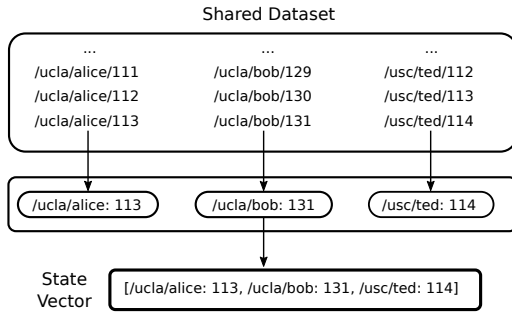 Shared Dataset
... ... ...
/ucla/alice/111 /ucla/bob/129 /usc/ted/112
/ucla/alice/112 /ucla/bob/130 /usc/ted/113
/ucla/alice/113 /ucla/bob/131 /usc/ted/114
/ucla/alice: 113 /ucla/bob: 131 /usc/ted: 114
State
Vector
[/ucla/alice: 113, /ucla/bob: 131, /usc/ted: 114]